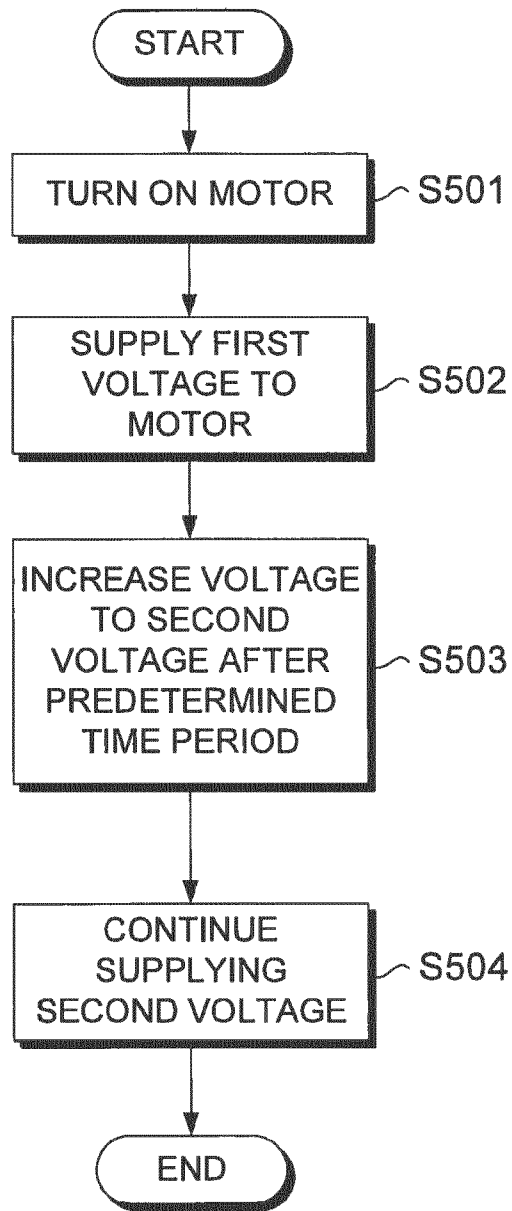 START
TURN ON MOTOR
S501
SUPPLY FIRST
VOLTAGE TO
MOTOR
S502
INCREASE VOLTAGE
TO SECOND
VOLTAGE AFTER
PREDETERMINED
TIME PERIOD
S503
CONTINUE
SUPPLYING
SECOND VOLTAGE
S504
END